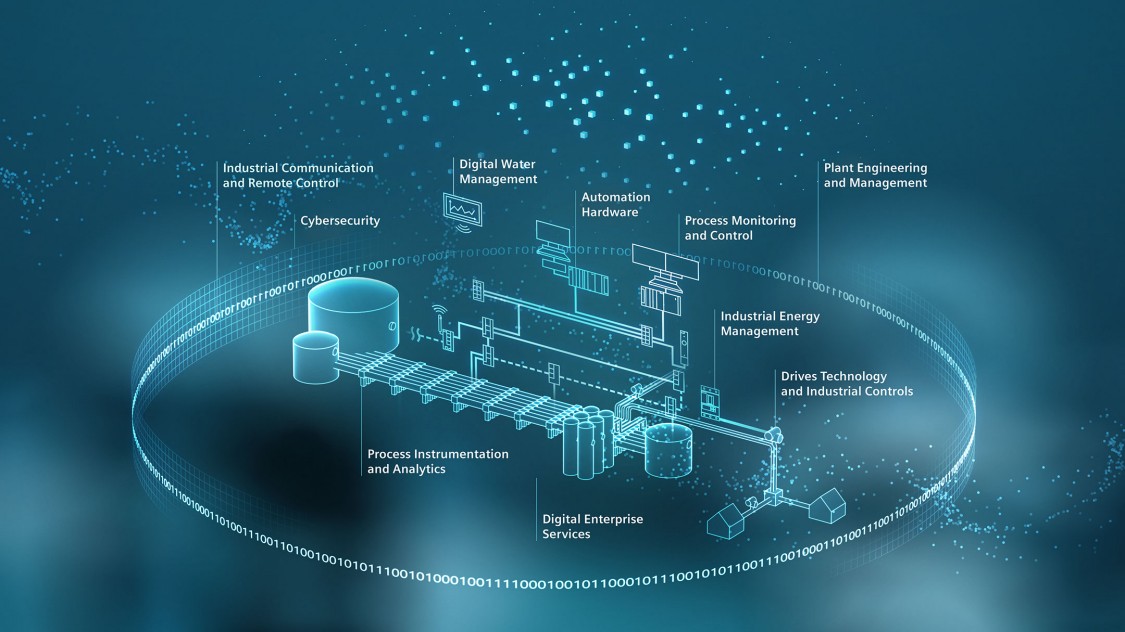 Industrial Communication
and Remote Control
Cybersecurity
Digital Water
Management
Automation
Hardware
Process Monitoring
and Control
Plant Engineering
and Management
Industrial Energy
Management
Drives Technology
and Industrial Controls
Process Instrumentation
and Analytics
Digital Enterprise
Services